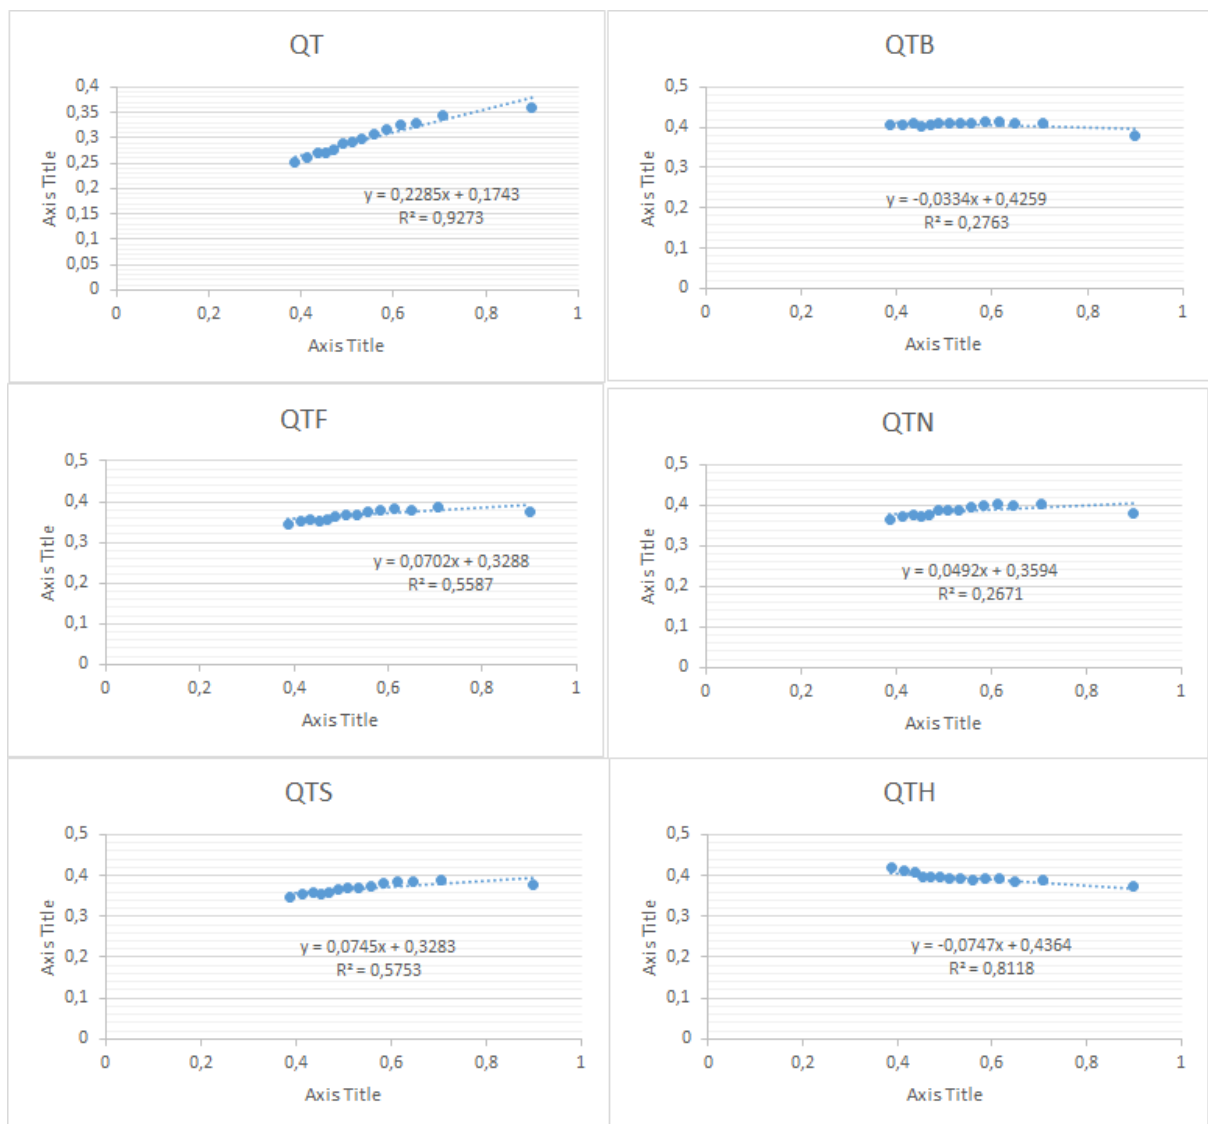 QT
0,4
0,35
0,3
0,25
0,2
0,15
0,1
0,05
0
Axis Title
y = 0,2285x + 0,1743
R² = 0,9273
0 0,2 0,4 0,6 0,8 1
Axis Title
QTB
0,5
0,4
0,3
0,2
0,1
0
Axis Title
y = -0,0334x + 0,4259
R² = 0,2763
0 0,2 0,4 0,6 0,8 1
Axis Title
QTF
0,5
0,4
0,3
0,2
0,1
0
Axis Title
y = 0,0702x + 0,3288
R² = 0,5587
0 0,2 0,4 0,6 0,8 1
Axis Title
QTN
0,5
0,4
0,3
0,2
0,1
0
Axis Title
y = 0,0492x + 0,3594
R² = 0,2671
0 0,2 0,4 0,6 0,8 1
Axis Title
QTS
0,5
0,4
0,3
0,2
0,1
0
Axis Title
y = 0,0745x + 0,3283
R² = 0,5753
0 0,2 0,4 0,6 0,8 1
Axis Title
QTH
0,5
0,4
0,3
0,2
0,1
0
Axis Title
y = -0,0747x + 0,4364
R² = 0,8118
0 0,2 0,4 0,6 0,8 1
Axis Title